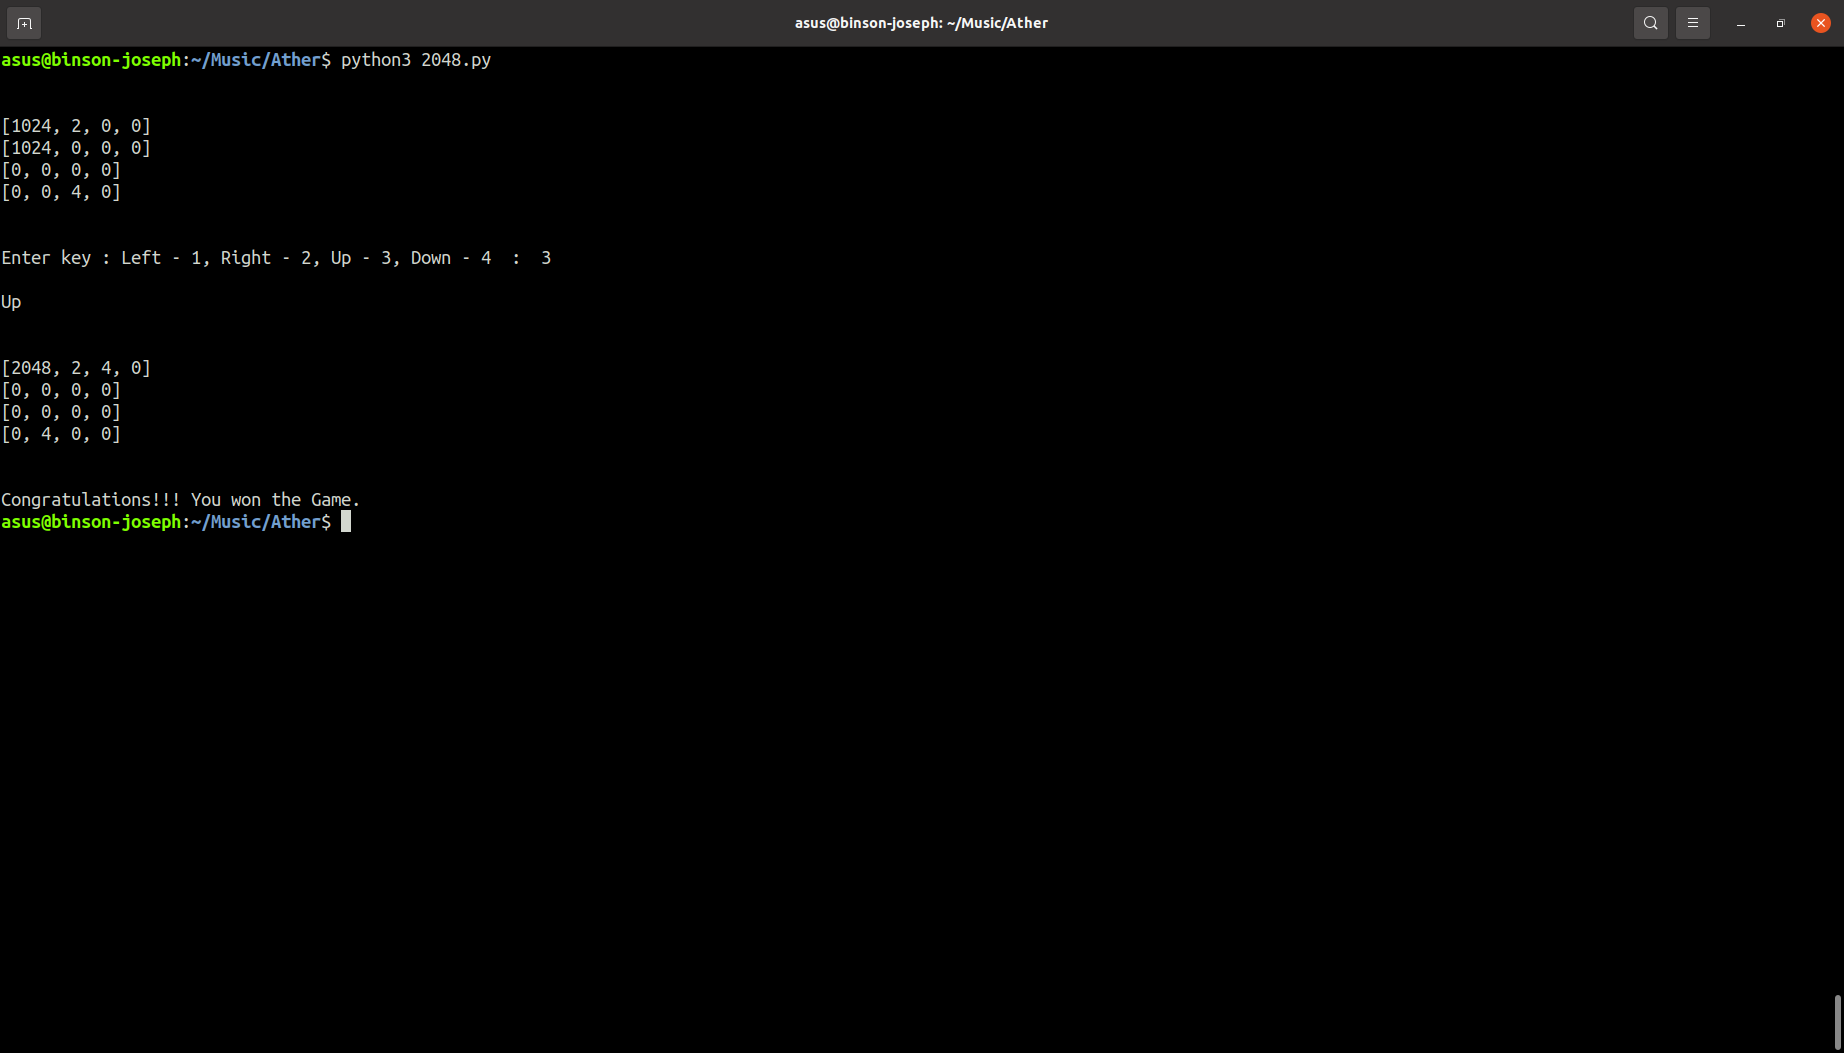 asus@binson-joseph: ~/Music/Ather
asus@binson-joseph:~/Music/Ather$ python3 2048.py
[1024, 2, 0, 0]
[1024, 0, 0, 0]
[0, 0, 0, 0]
[0, 0, 4, 0]
Enter key : Left - 1, Right - 2, Up - 3, Down - 4  :  3
Up
[2048, 2, 4, 0]
[0, 0, 0, 0]
[0, 0, 0, 0]
[0, 4, 0, 0]
Congratulations!!! You won the Game.
asus@binson-joseph:~/Music/Ather$